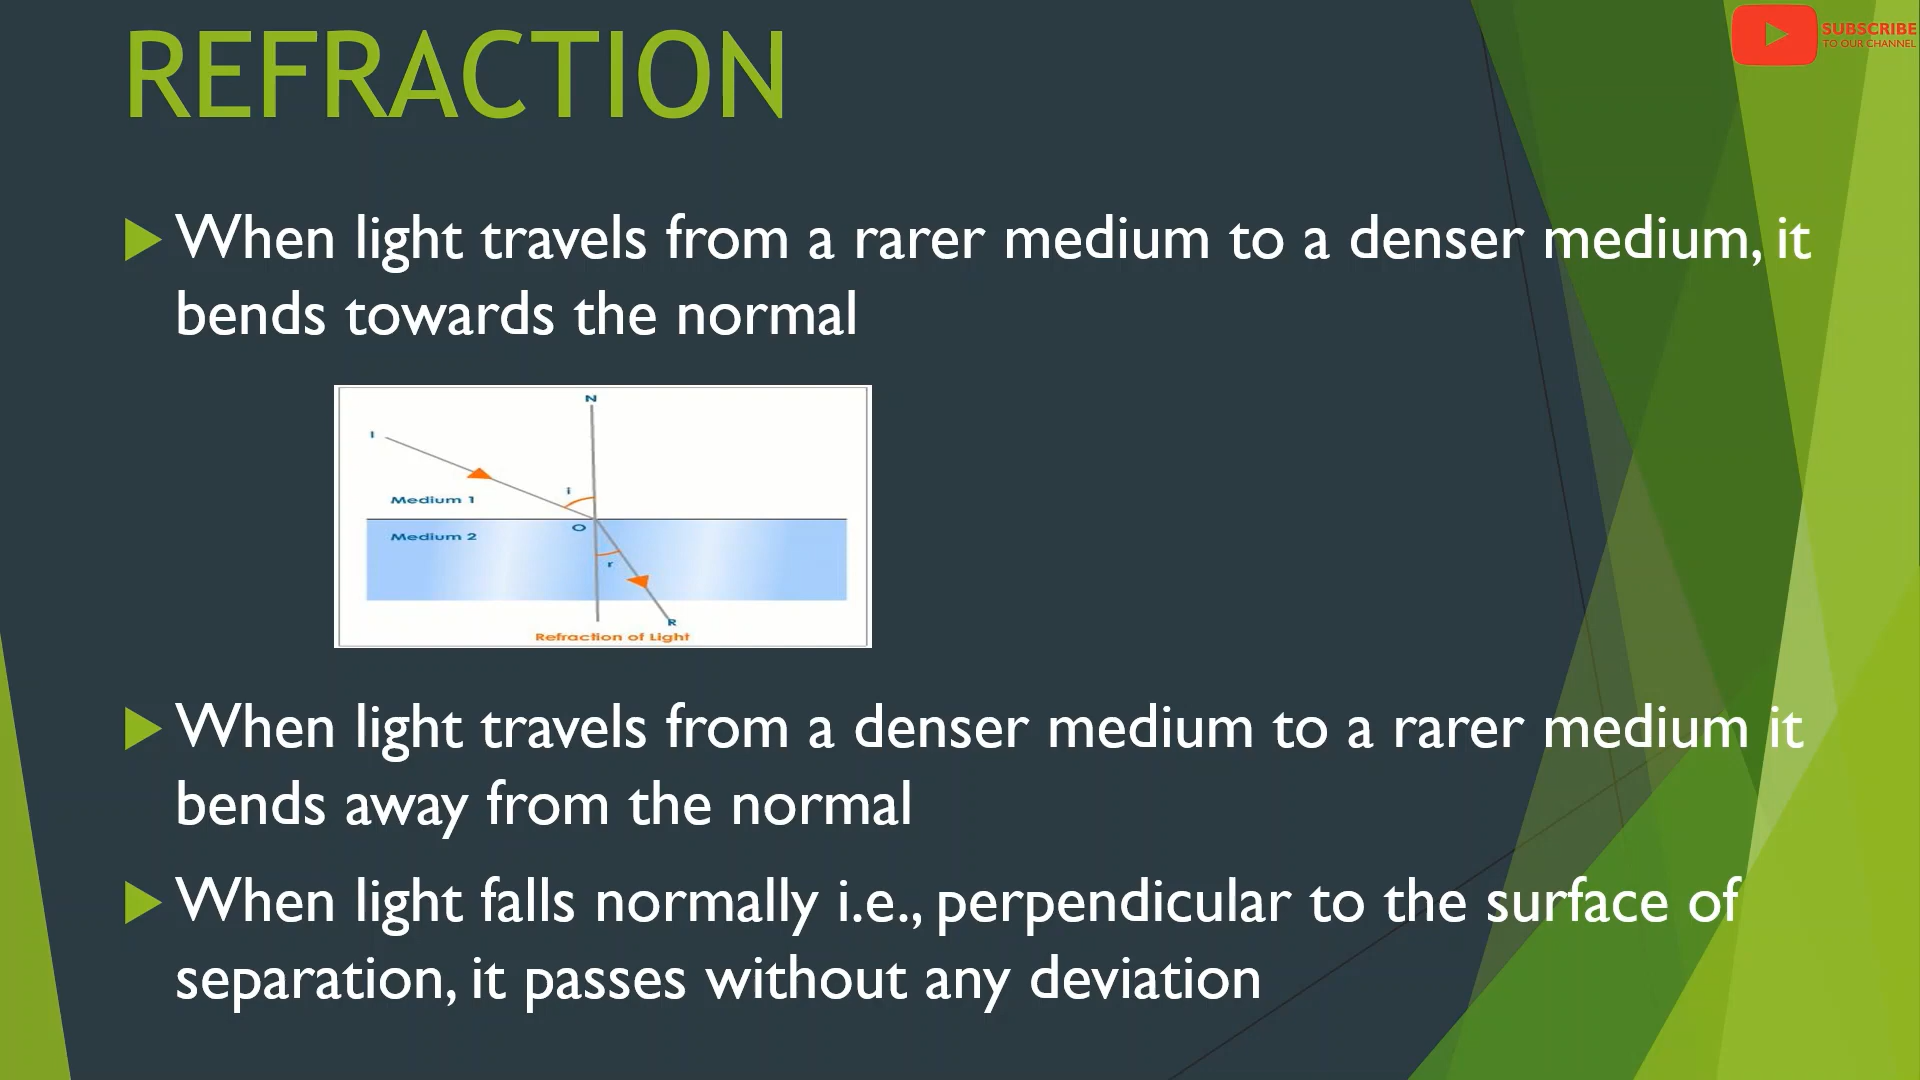 REFRACTION
SUBSCRIBE
TO OUR CHANNEL
When light travels from a rarer medium to a denser medium, it
bends towards the normal
N
I
i
Medium 1
O
Medium 2
r
R
Refraction of Light
When light travels from a denser medium to a rarer medium it
bends away from the normal
When light falls normally i.e., perpendicular to the surface of
separation, it passes without any deviation